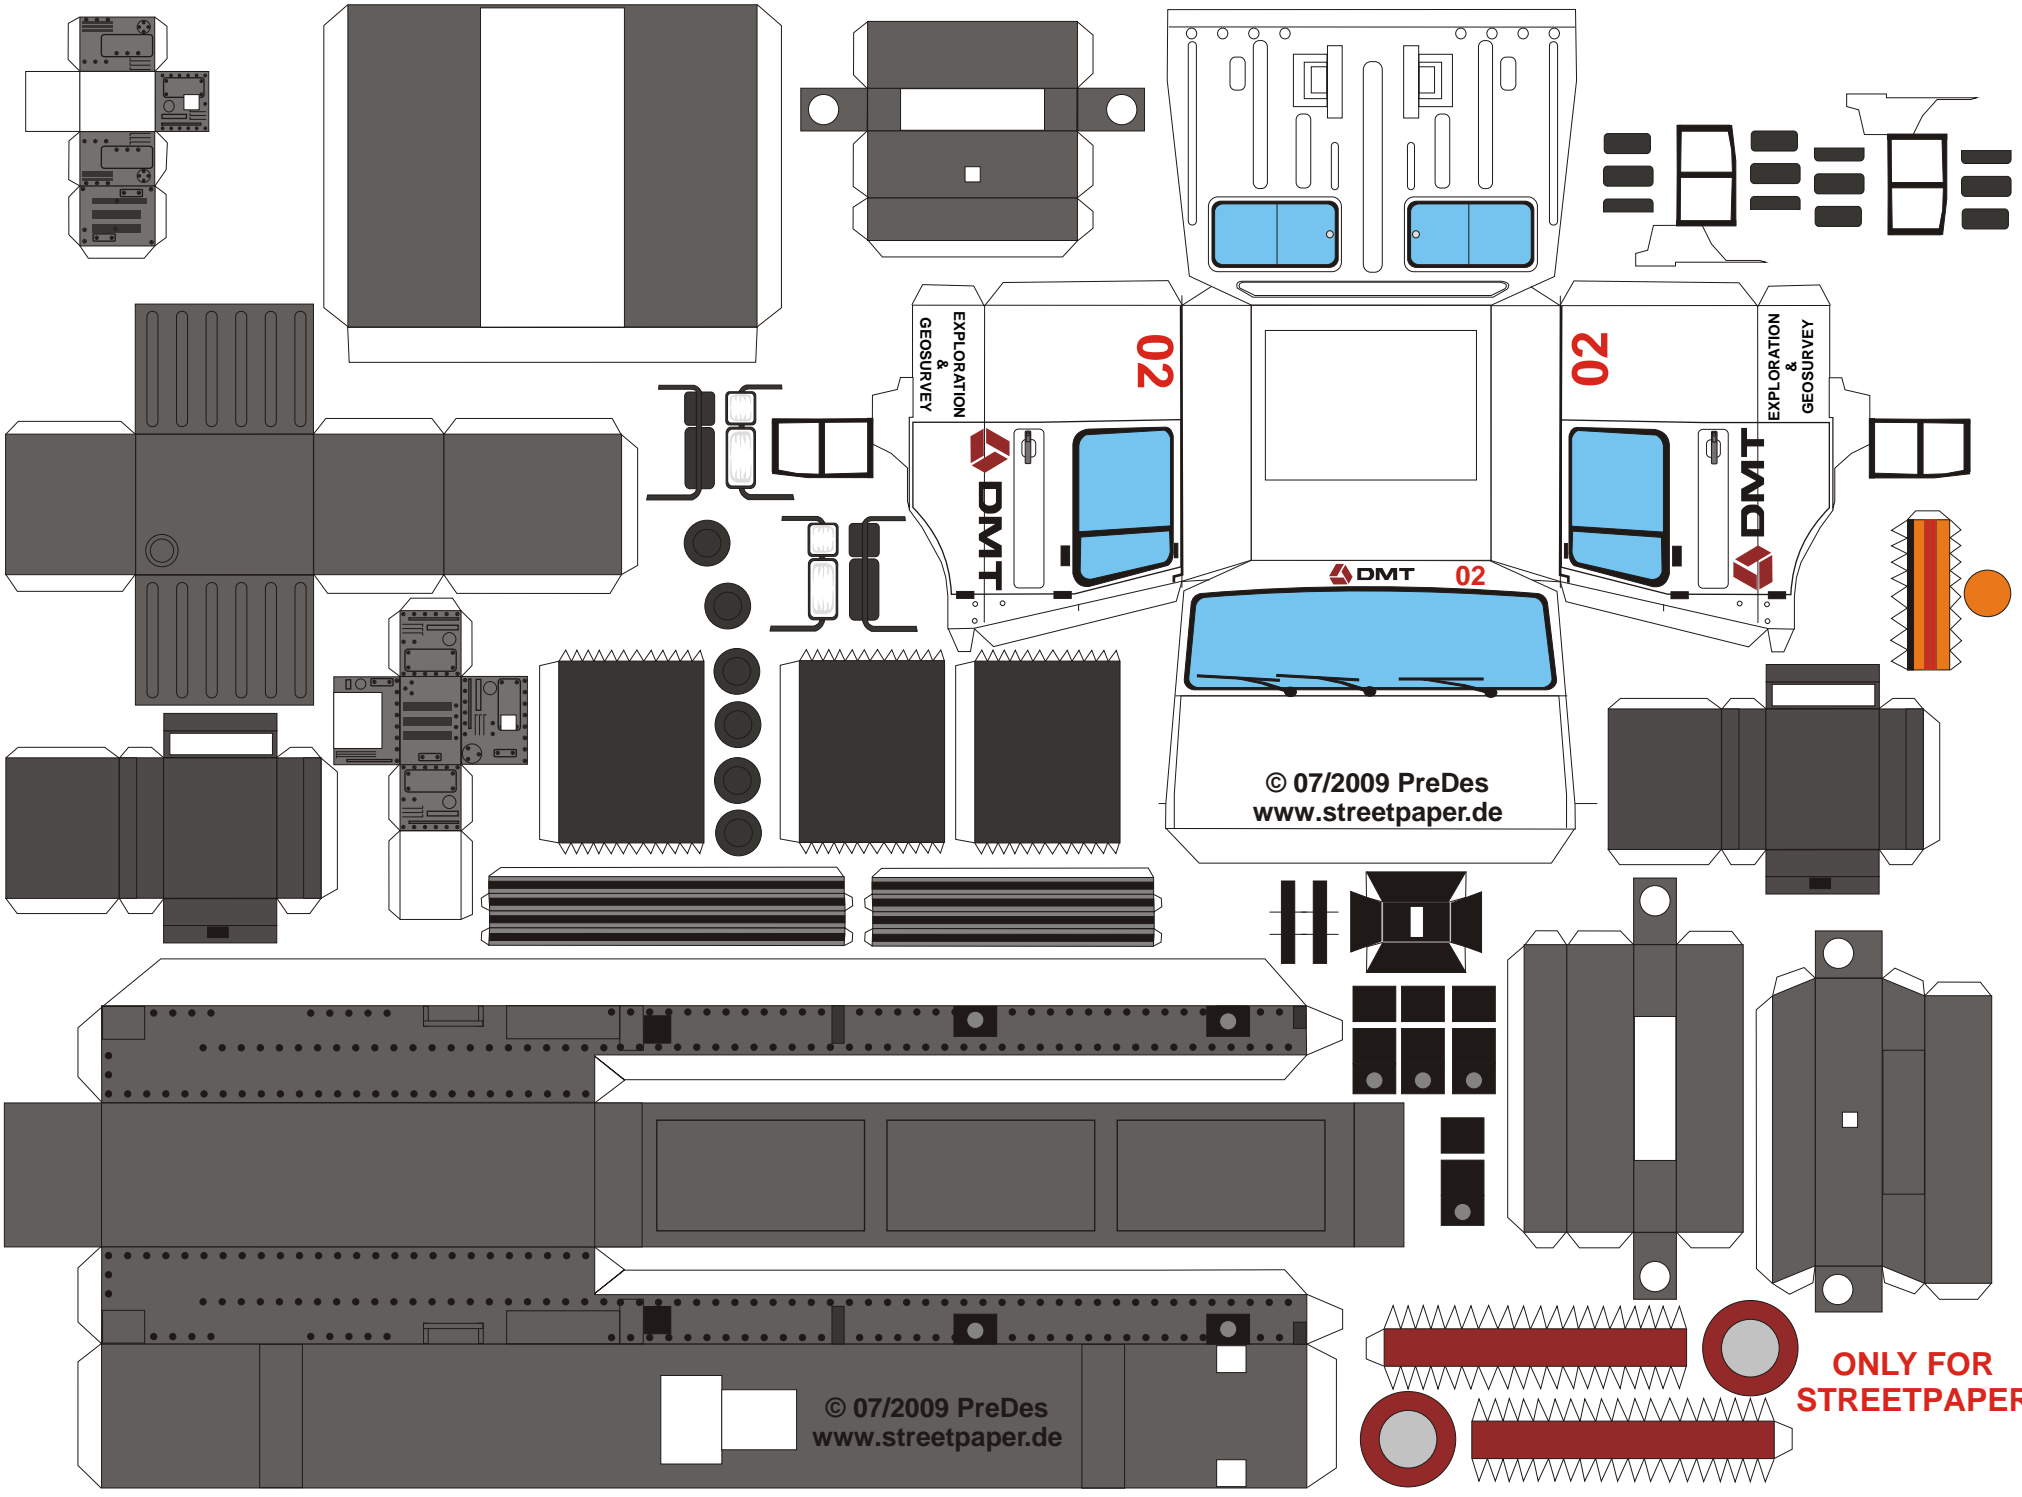 EXPLORATION
&
GEOSURVEY
02
02
EXPLORATION
&
GEOSURVEY
DMT
DMT
DMT 02
© 07/2009 PreDes
www.streetpaper.de
© 07/2009 PreDes
www.streetpaper.de
ONLY FOR
STREETPAPER